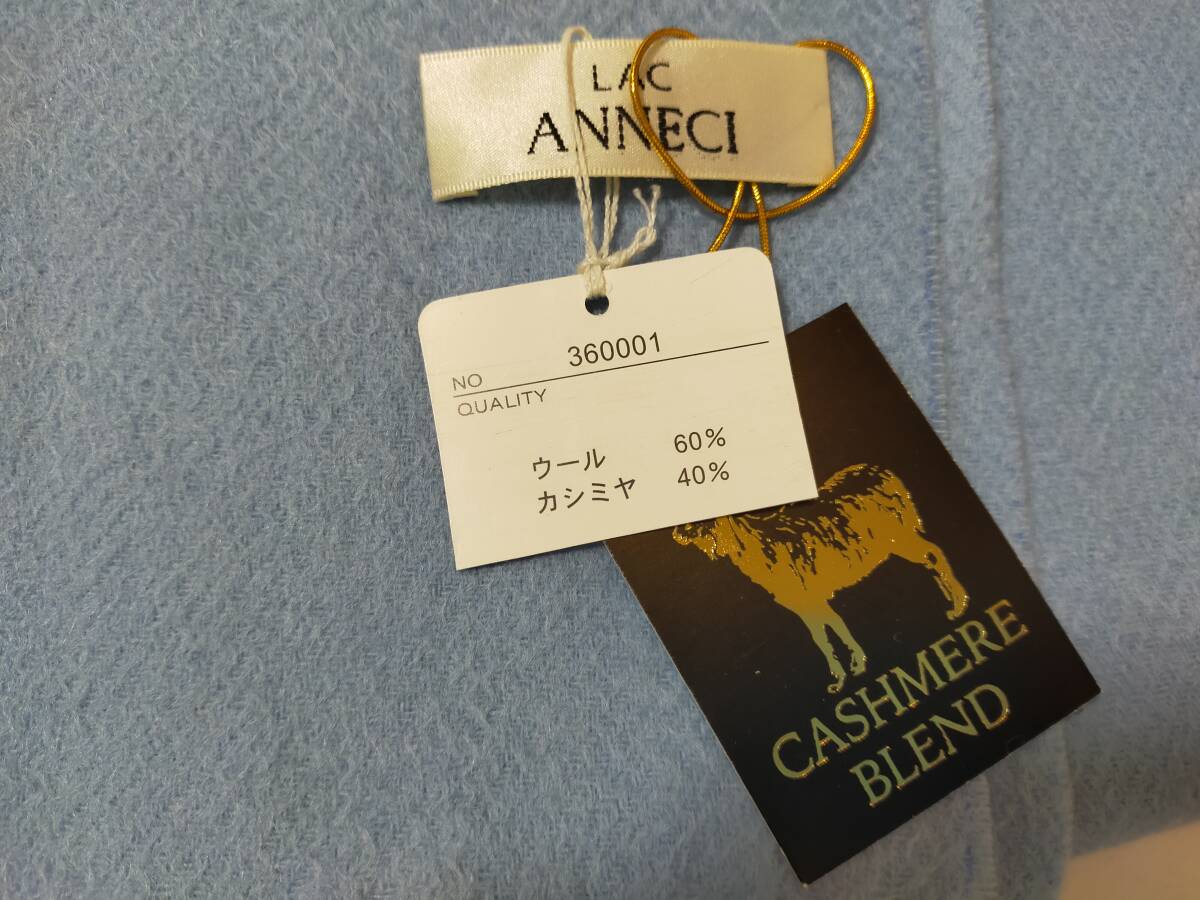 LAC
ANNECI
NO 360001
QUALITY
ウール 60%
カシミヤ 40%
CASHMERE
BLEND